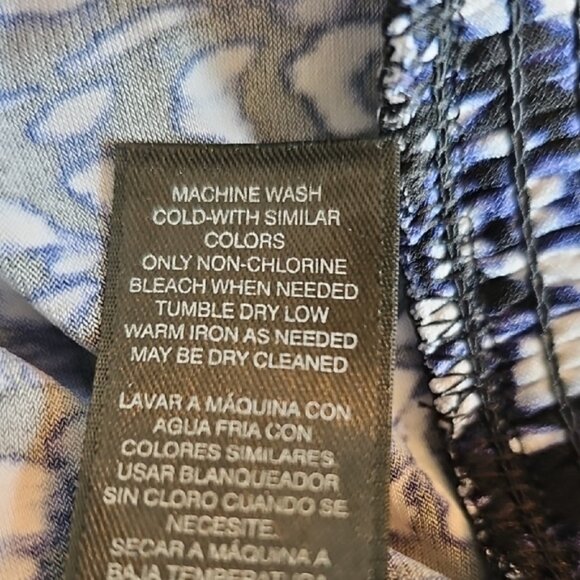 MACHINE WASH
COLD-WITH SIMILAR
COLORS
ONLY NON-CHLORINE
BLEACH WHEN NEEDED
TUMBLE DRY LOW
WARM IRON AS NEEDED
MAY BE DRY CLEANED
LAVAR A MÁQUINA CON
AGUA FRIA CON
COLORES SIMILARES.
USAR BLANQUEADOR
SIN CLORO CUANDO SE
NECESITE.
SECAR A MÁQUINA A
BAJA TEMPERATURA